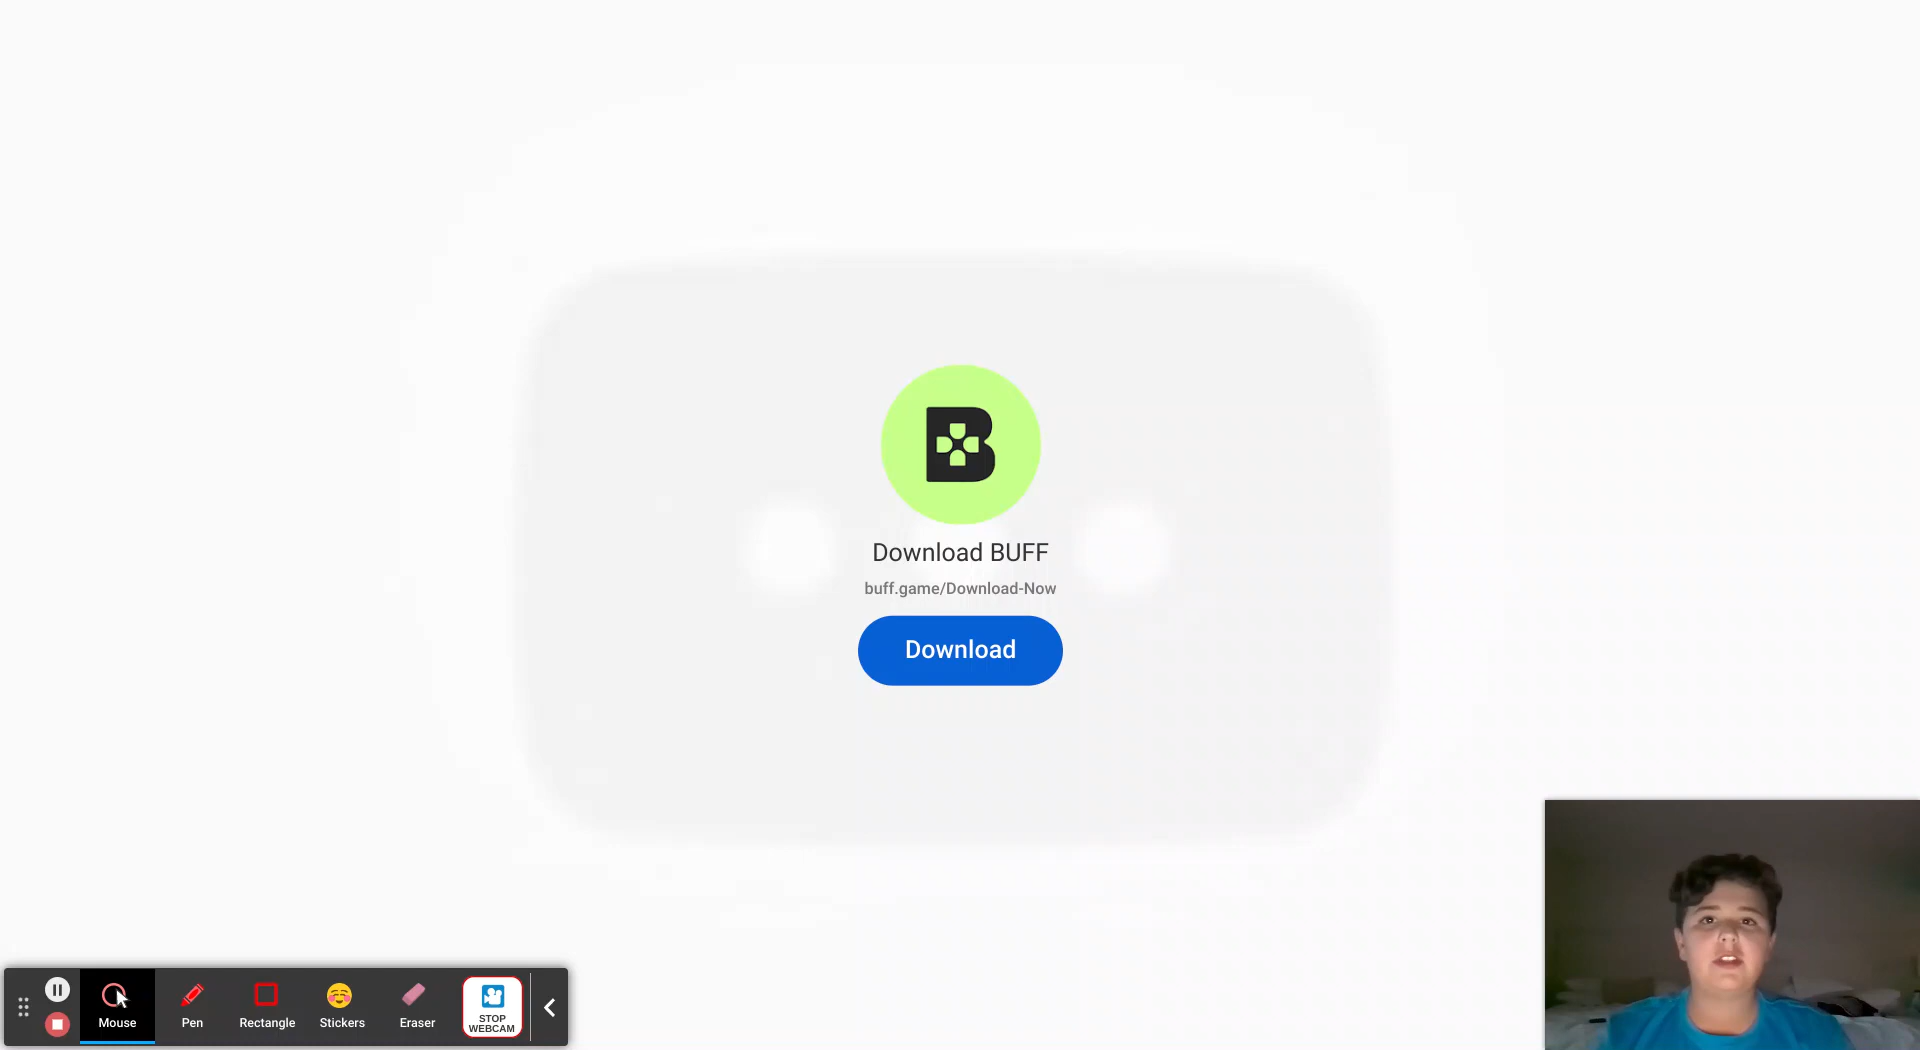 B
Download BUFF
buff.game/Download-Now
Download
Mouse
Pen
Rectangle
Stickers
Eraser
STOP
WEBCAM